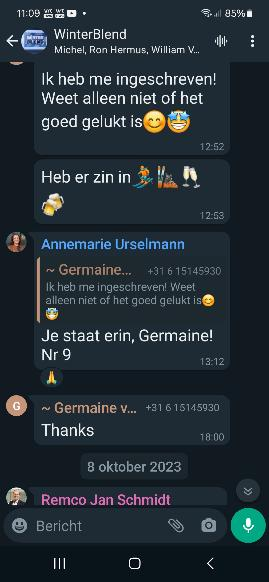 11:09
85%
WinterBlend
Michel, Ron Hermus, William V...
Ik heb me ingeschreven!
Weet alleen niet of het
goed gelukt is😊🤩
12:52
Heb er zin in🏂🎿🥂
🍻
12:53
Annemarie Urselmann
~ Germaine... +31 6 15145930
Ik heb me ingeschreven! Weet
alleen niet of het goed gelukt is😊
🤩
Je staat erin, Germaine!
Nr 9
13:12
🙏
G
~ Germaine v... +31 6 15145930
Thanks
18:00
8 oktober 2023
Remco Jan Schmidt
Bericht